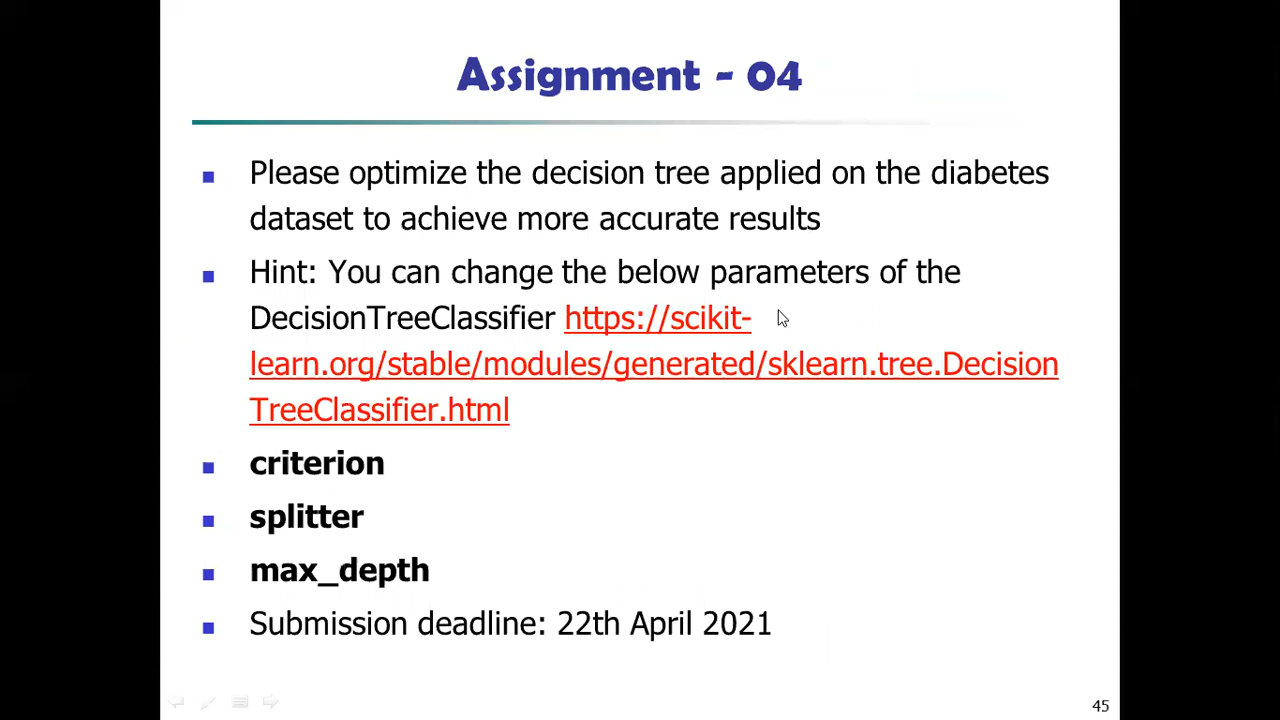 Assignment - 04
Please optimize the decision tree applied on the diabetes
dataset to achieve more accurate results
Hint: You can change the below parameters of the
DecisionTreeClassifier https://scikit-
learn.org/stable/modules/generated/sklearn.tree.Decision
TreeClassifier.html
criterion
splitter
max_depth
Submission deadline: 22th April 2021
45